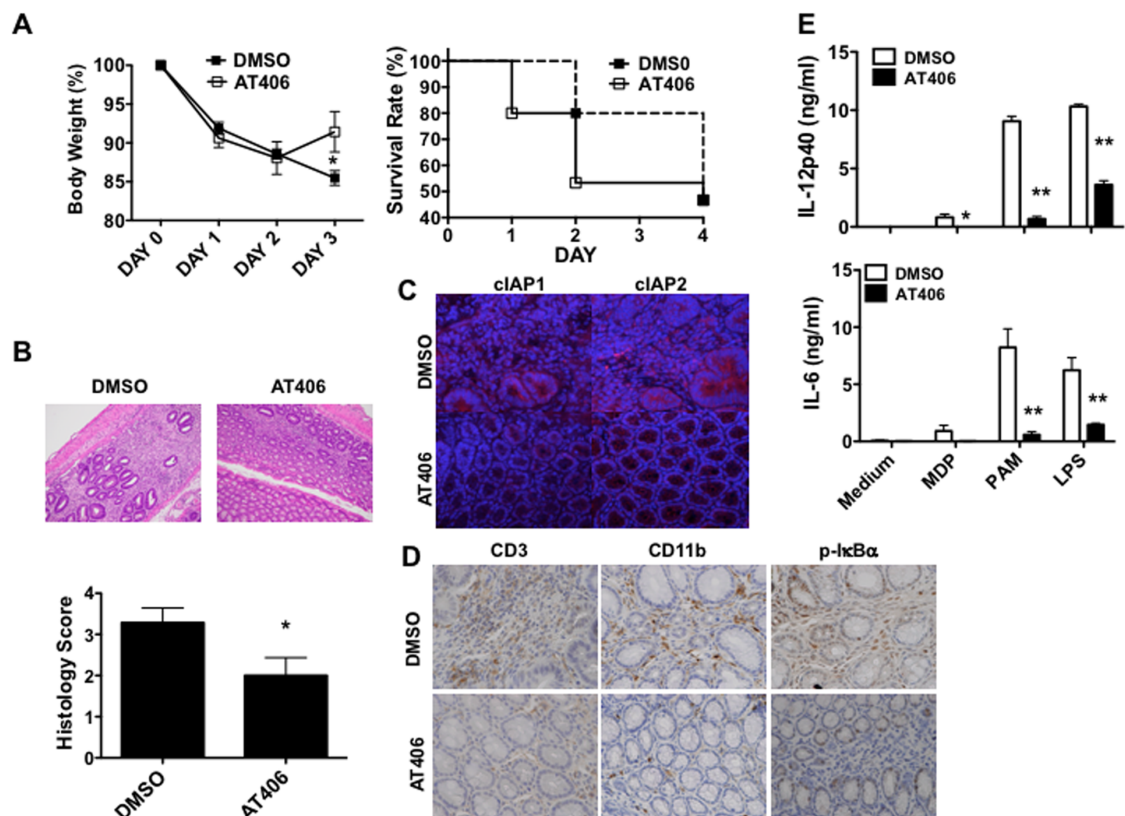 A
Body Weight (%)
100
95
90
85
80
DMSO
AT406
*
DAY 0
DAY 1
DAY 2
DAY 3
Survival Rate (%)
100
90
80
70
60
50
40
DMS0
AT406
0
1
2
3
4
DAY
B
DMSO
AT406
Histology Score
4
3
2
1
0
*
DMSO
AT406
C
cIAP1
cIAP2
DMSO
AT406
D
CD3
CD11b
p-IκBα
DMSO
AT406
E
IL-12p40 (ng/ml)
15
10
5
0
DMSO
AT406
*
**
**
IL-6 (ng/ml)
15
10
5
0
DMSO
AT406
**
**
Medium
MDP
PAM
LPS